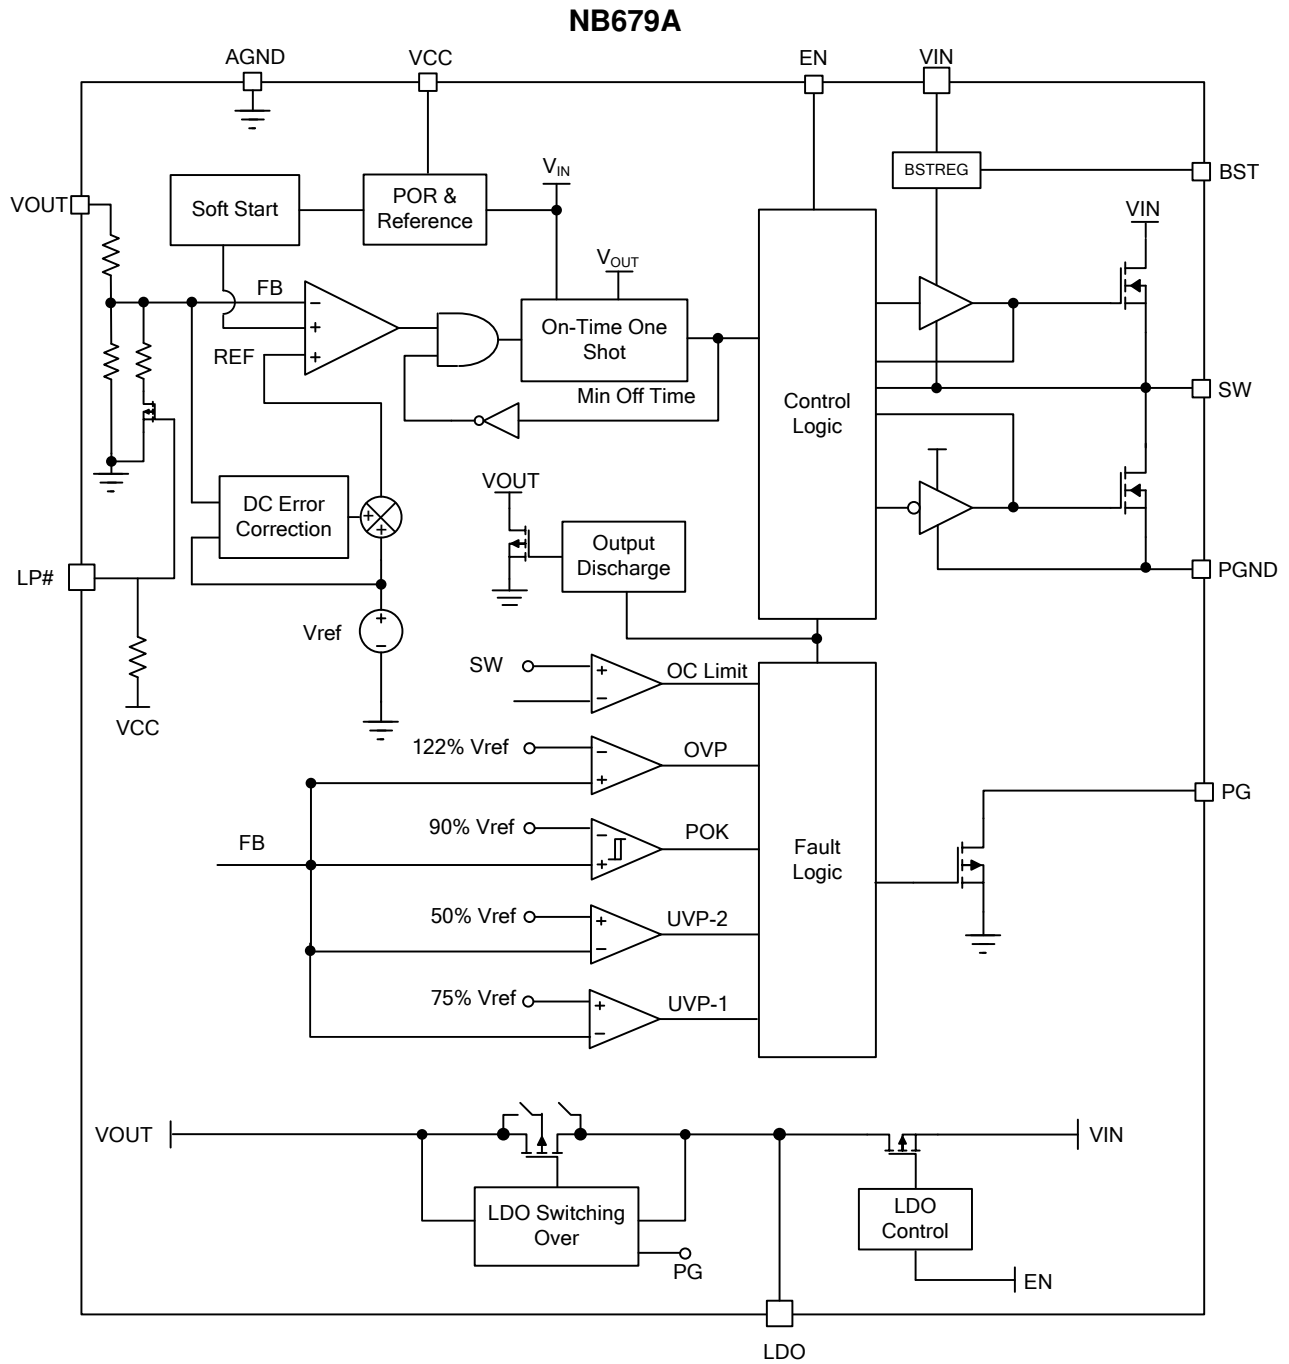 NB679A
AGND
VCC
EN
VIN
BSTREG
BST
VOUT
Soft Start
POR &
Reference
VIN
VIN
VOUT
FB
−
+
+
REF
On-Time One
Shot
Min Off Time
Control
Logic
SW
VOUT
DC Error
Correction
+
+
Output
Discharge
LP#
PGND
Vref
+
−
VCC
SW
+
−
OC Limit
122% Vref
−
+
OVP
90% Vref
−
+
POK
FB
50% Vref
+
−
UVP-2
75% Vref
+
−
UVP-1
Fault
Logic
PG
VOUT
VIN
LDO Switching
Over
PG
LDO
Control
EN
LDO